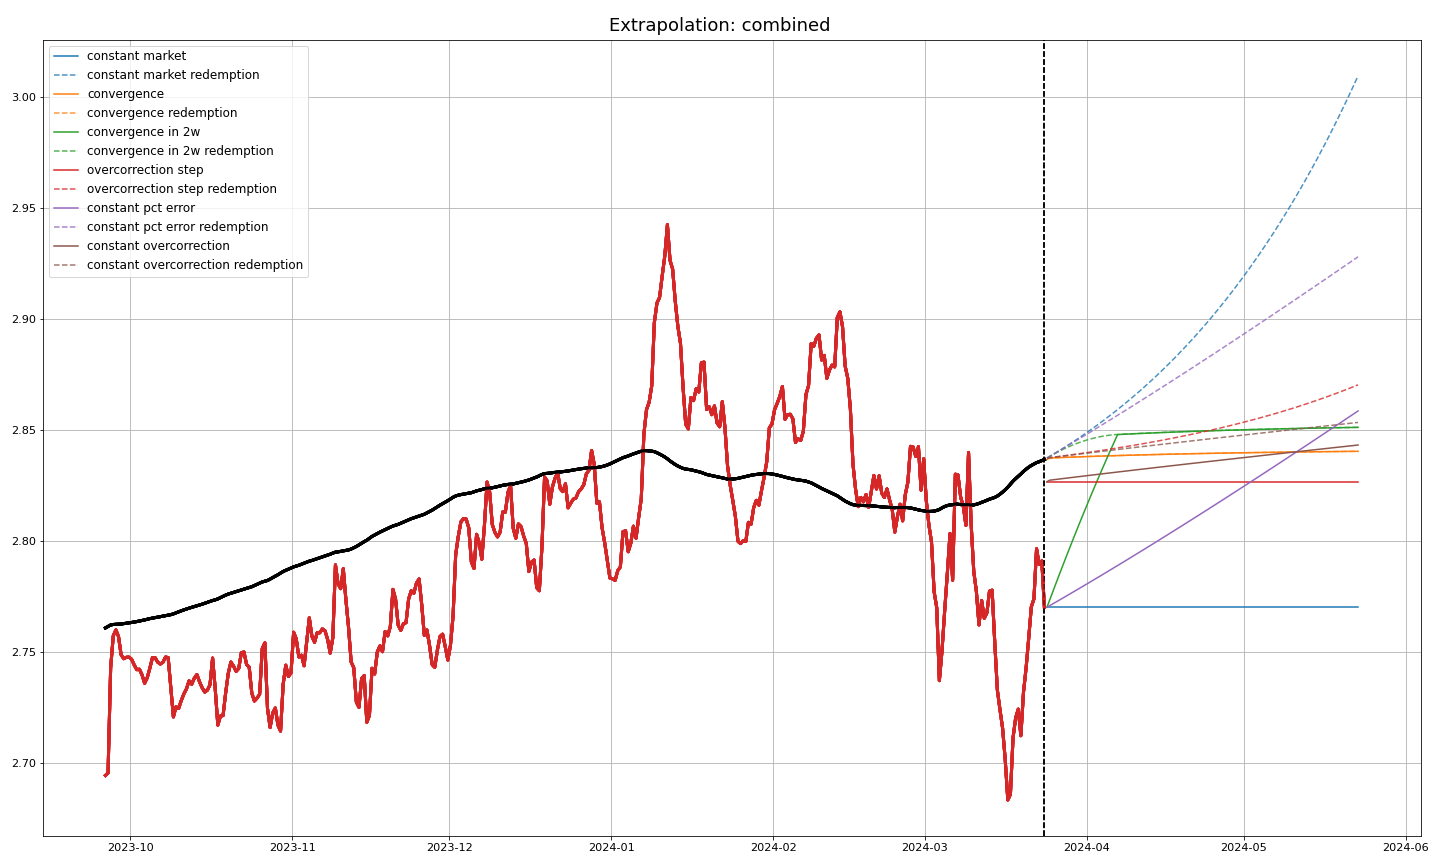 Extrapolation: combined
constant market
constant market redemption
convergence
convergence redemption
convergence in 2w
convergence in 2w redemption
overcorrection step
overcorrection step redemption
constant pct error
constant pct error redemption
constant overcorrection
constant overcorrection redemption
3.00
2.95
2.90
2.85
2.80
2.75
2.70
2023-10 2023-11 2023-12 2024-01 2024-02 2024-03 2024-04 2024-05 2024-06